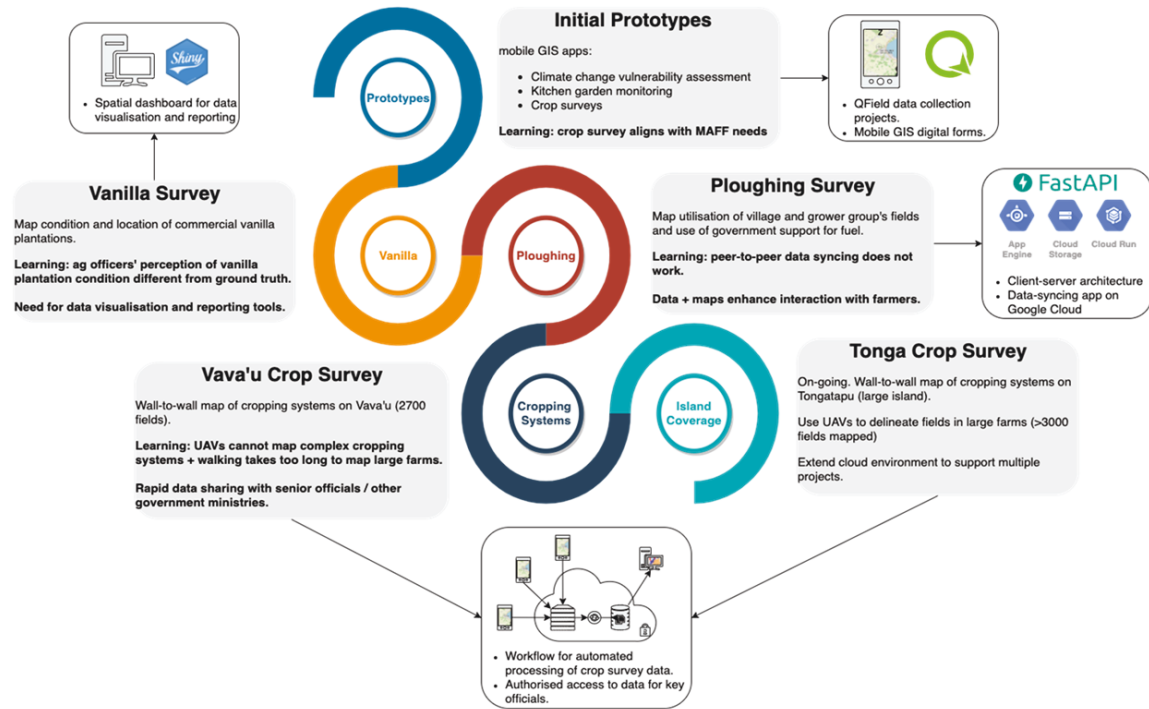 Initial Prototypes
mobile GIS apps:
• Climate change vulnerability assessment
• Kitchen garden monitoring
• Crop surveys
Learning: crop survey aligns with MAFF needs
• QField data collection
projects.
• Mobile GIS digital forms.
Shiny
• Spatial dashboard for data
visualisation and reporting
Prototypes
Vanilla Survey
Map condition and location of commercial vanilla
plantations.
Learning: ag officers' perception of vanilla
plantation condition different from ground truth.
Need for data visualisation and reporting tools.
Vanilla
Ploughing
Ploughing Survey
Map utilisation of village and grower group's fields
and use of government support for fuel.
Learning: peer-to-peer data syncing does not
work.
Data + maps enhance interaction with farmers.
FastAPI
App
Engine
Cloud
Storage
Cloud Run
• Client-server architecture
• Data-syncing app on
Google Cloud
Vava'u Crop Survey
Wall-to-wall map of cropping systems on Vava'u (2700
fields).
Learning: UAVs cannot map complex cropping
systems + walking takes too long to map large farms.
Rapid data sharing with senior officials / other
government ministries.
Cropping
Systems
Island
Coverage
Tonga Crop Survey
On-going. Wall-to-wall map of cropping systems on
Tongatapu (large island).
Use UAVs to delineate fields in large farms (>3000
fields mapped)
Extend cloud environment to support multiple
projects.
• Workflow for automated
processing of crop survey data.
• Authorised access to data for key
officials.